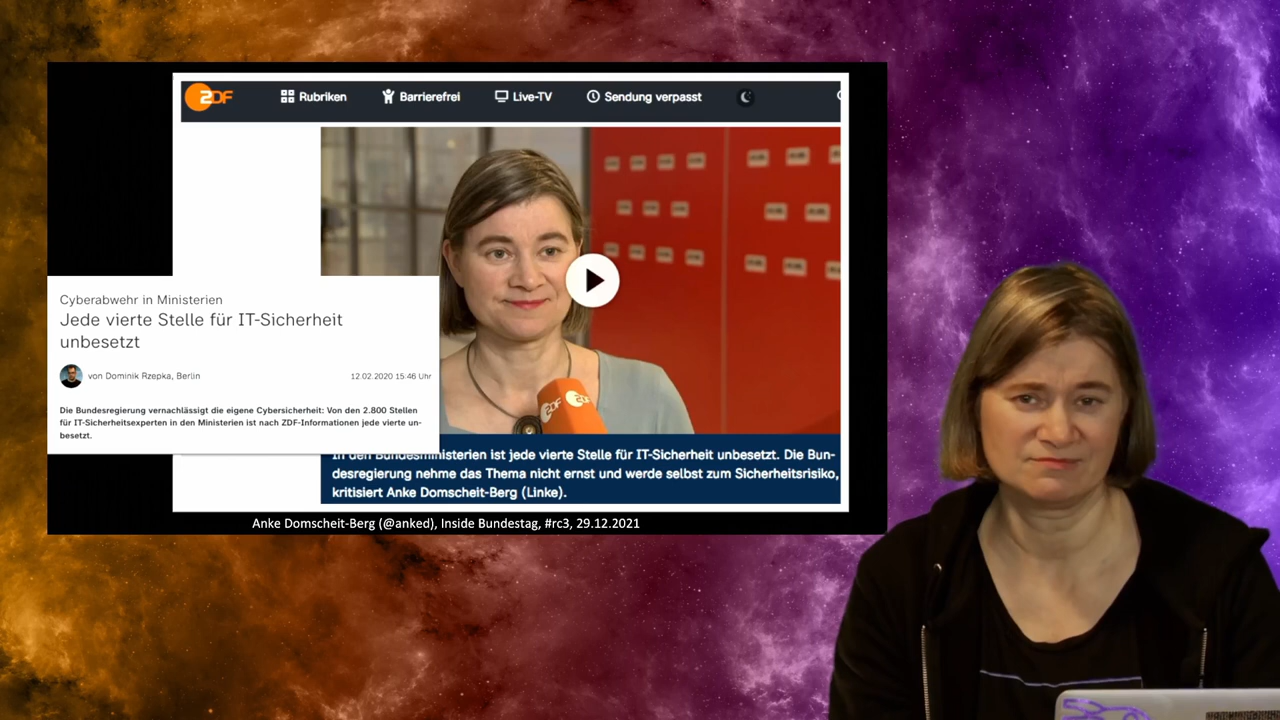 ZDF
Rubriken
Barrierefrei
Live-TV
Sendung verpasst
Cyberabwehr in Ministerien
Jede vierte Stelle für IT-Sicherheit
unbesetzt
von Dominik Rzepka, Berlin
12.02.2020 15:46 Uhr
Die Bundesregierung vernachlässigt die eigene Cybersicherheit: Von den 2.800 Stellen
für IT-Sicherheitsexperten in den Ministerien ist nach ZDF-Informationen jede vierte un-
besetzt.
ZDF
ZDF
In den Bundesministerien ist jede vierte Stelle für IT-Sicherheit unbesetzt. Die Bun-
desregierung nehme das Thema nicht ernst und werde selbst zum Sicherheitsrisiko,
kritisiert Anke Domscheit-Berg (Linke).
Anke Domscheit-Berg (@anked), Inside Bundestag, #rc3, 29.12.2021